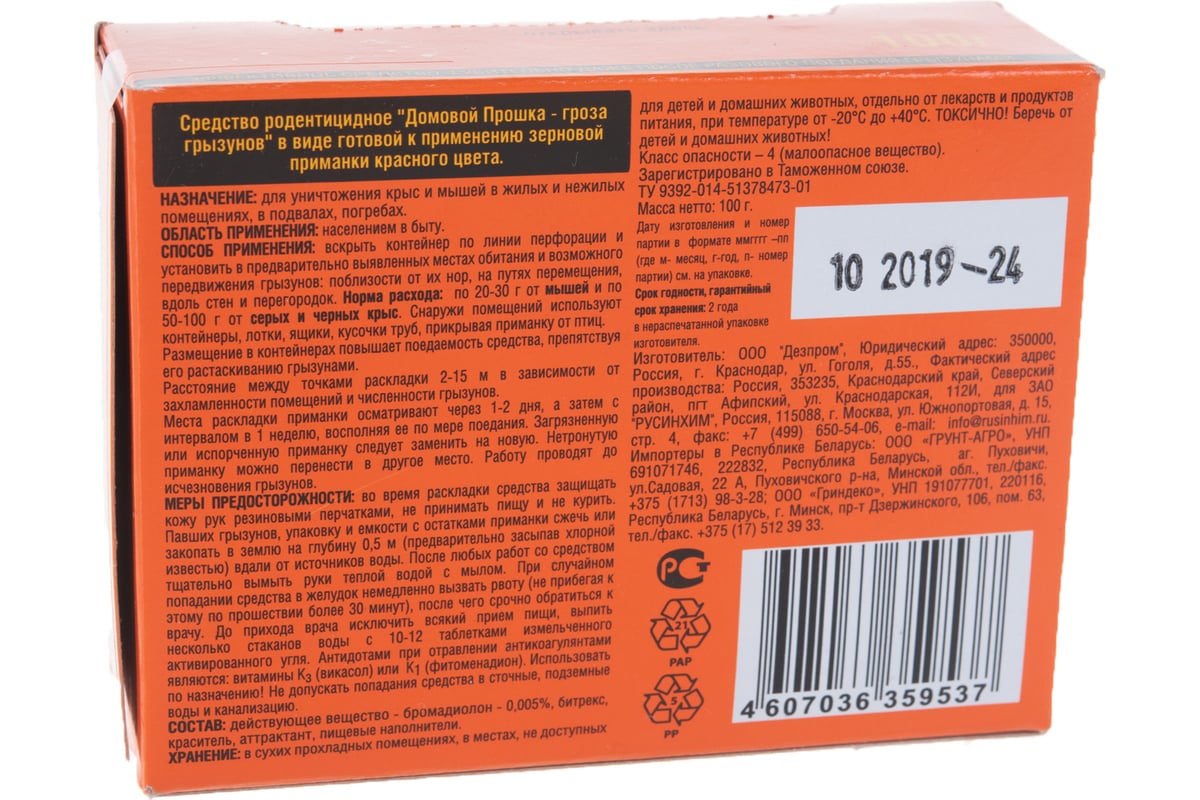 100г
Средство родентицидное "Домовой Прошка - гроза
грызунов" в виде готовой к применению зерновой
приманки красного цвета.
НАЗНАЧЕНИЕ: для уничтожения крыс и мышей в жилых и нежилых
помещениях, в подвалах, погребах.
ОБЛАСТЬ ПРИМЕНЕНИЯ: населением в быту.
СПОСОБ ПРИМЕНЕНИЯ: вскрыть контейнер по линии перфорации и
установить в предварительно выявленных местах обитания и возможного
передвижения грызунов: поблизости от их нор, на путях перемещения,
вдоль стен и перегородок. Норма расхода: по 20-30 г от мышей и по
50-100 г от серых и черных крыс. Снаружи помещений используют
контейнеры, лотки, ящики, кусочки труб, прикрывая приманку от птиц.
Размещение в контейнерах повышает поедаемость средства, препятствуя
его растаскиванию грызунами.
Расстояние между точками раскладки 2-15 м в зависимости от
захламленности помещений и численности грызунов.
Места раскладки приманки осматривают через 1-2 дня, а затем с
интервалом в 1 неделю, восполняя ее по мере поедания. Загрязненную
или испорченную приманку следует заменить на новую. Нетронутую
приманку можно перенести в другое место. Работу проводят до
исчезновения грызунов.
МЕРЫ ПРЕДОСТОРОЖНОСТИ: во время раскладки средства защищать
кожу рук резиновыми перчатками, не принимать пищу и не курить.
Павших грызунов, упаковку и емкости с остатками приманки сжечь или
закопать в землю на глубину 0,5 м (предварительно засыпав хлорной
известью) вдали от источников воды. После любых работ со средством
тщательно вымыть руки теплой водой с мылом. При случайном
попадании средства в желудок немедленно вызвать рвоту (не прибегая к
этому по прошествии более 30 минут), после чего срочно обратиться к
врачу. До прихода врача исключить всякий прием пищи, выпить
несколько стаканов воды с 10-12 таблетками измельченного
активированного угля. Антидотами при отравлении антикоагулянтами
являются: витамины К3 (викасол) или К1 (фитоменадион). Использовать
по назначению! Не допускать попадания средства в сточные, подземные
воды и канализацию.
СОСТАВ: действующее вещество - бромадиолон - 0,005%, битрекс,
краситель, аттрактант, пищевые наполнители.
ХРАНЕНИЕ: в сухих прохладных помещениях, в местах, не доступных
для детей и домашних животных, отдельно от лекарств и продуктов
питания, при температуре от -20°С до +40°С. ТОКСИЧНО! Беречь от
детей и домашних животных!
Класс опасности – 4 (малоопасное вещество).
Зарегистрировано в Таможенном союзе.
ТУ 9392-014-51378473-01
Масса нетто: 100 г.
Дату изготовления и номер
партии в формате ммгггг –пп
(где м- месяц, г-год, п- номер
партии) см. на упаковке.
Срок годности, гарантийный
срок хранения: 2 года
в нераспечатанной упаковке
изготовителя.
10 2019-24
Изготовитель: ООО "Дезпром", Юридический адрес: 350000,
Россия, г. Краснодар, ул. Гоголя, д.55., Фактический адрес
производства: Россия, 353235, Краснодарский край, Северский
район, пгт Афипский, ул. Краснодарская, 112И, для ЗАО
"РУСИНХИМ", Россия, 115088, г. Москва, ул. Южнопортовая, д. 15,
стр. 4, факс: +7 (499) 650-54-06, e-mail: info@rusinhim.ru
Импортеры в Республике Беларусь: ООО «ГРУНТ-АГРО», УНП
691071746, 222832, Республика Беларусь, аг. Пуховичи,
ул.Садовая, 22 А, Пуховичского р-на, Минской обл., тел./факс.
+375 (1713) 98-3-28; ООО «Гриндеко», УНП 191077701, 220116,
Республика Беларусь, г. Минск, пр-т Дзержинского, 106, пом. 63,
тел./факс. +375 (17) 512 39 33.
РСТ
21
PAP
5
PP
4 607036 359537